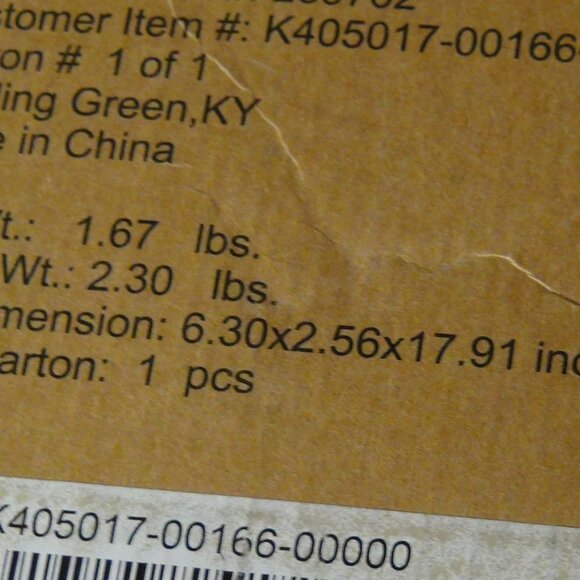 stomer Item #: K405017-00166
on # 1 of 1
ling Green,KY
e in China
t.: 1.67 lbs.
Wt.: 2.30 lbs.
mension: 6.30x2.56x17.91 inc
arton: 1 pcs
K405017-00166-00000